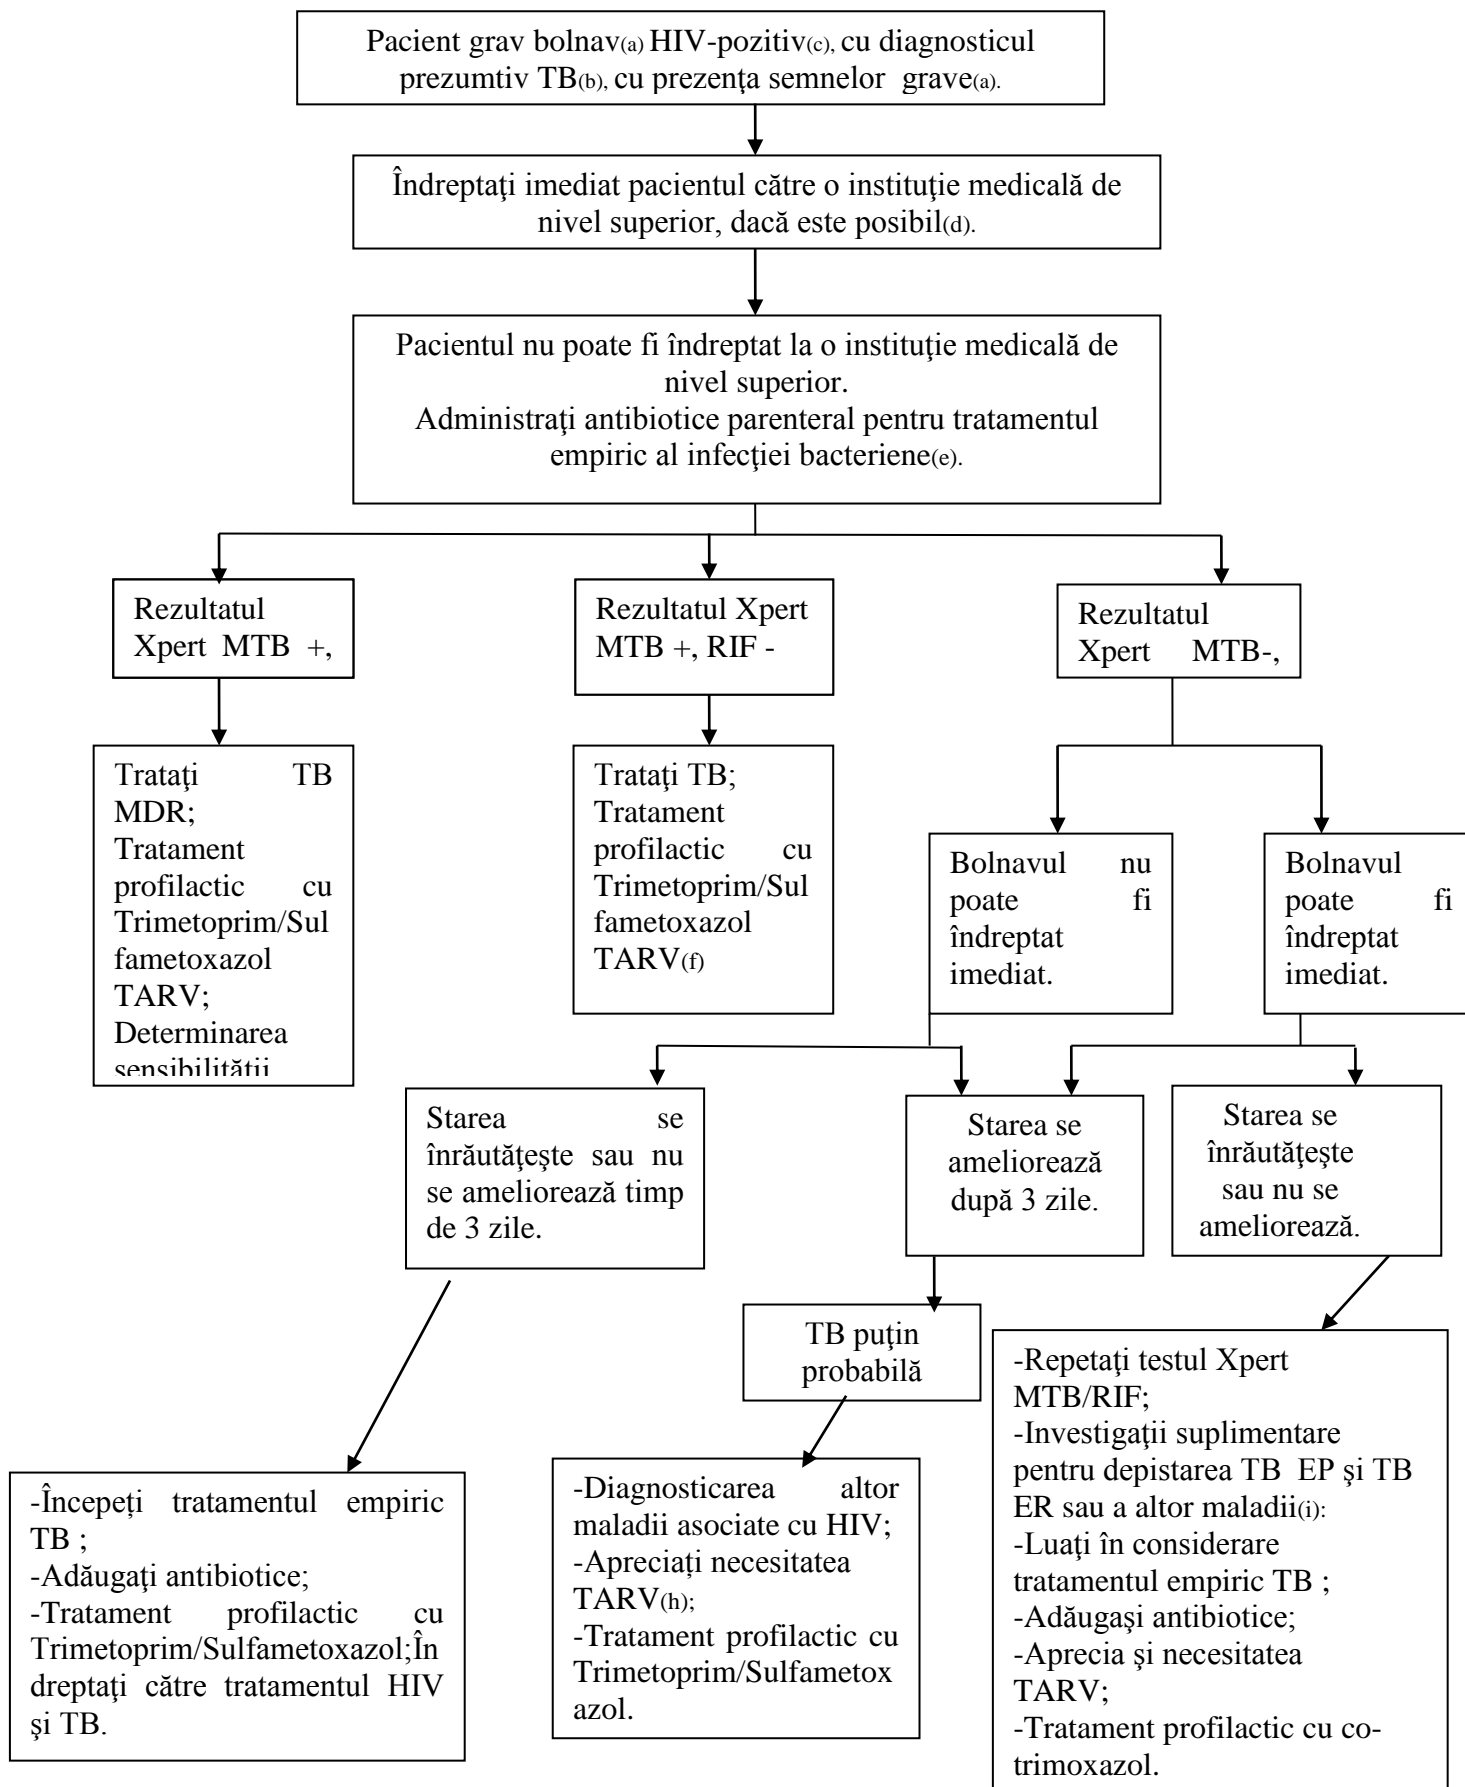 Pacient grav bolnav(a) HIV-pozitiv(c), cu diagnosticul
prezumtiv TB(b), cu prezenţa semnelor grave(a).
Îndreptaţi imediat pacientul către o instituţie medicală de
nivel superior, dacă este posibil(d).
Pacientul nu poate fi îndreptat la o instituţie medicală de
nivel superior.
Administraţi antibiotice parenteral pentru tratamentul
empiric al infecţiei bacteriene(e).
Rezultatul
Xpert MTB +,
Rezultatul Xpert
MTB +, RIF -
Rezultatul
Xpert MTB-,
Trataţi TB
MDR;
Tratament
profilactic cu
Trimetoprim/Sul
fametoxazol
TARV;
Determinarea
sensibilităţii
Trataţi TB;
Tratament
profilactic cu
Trimetoprim/Sul
fametoxazol
TARV(f)
Bolnavul nu
poate fi
îndreptat
imediat.
Bolnavul
poate fi
îndreptat
imediat.
Starea se
înrăutăţeşte sau nu
se ameliorează timp
de 3 zile.
Starea se
ameliorează
după 3 zile.
Starea se
înrăutăţeşte
sau nu se
ameliorează.
TB puţin
probabilă
-Începeţi tratamentul empiric
TB ;
-Adăugaţi antibiotice;
-Tratament profilactic cu
Trimetoprim/Sulfametoxazol;În
dreptaţi către tratamentul HIV
şi TB.
-Diagnosticarea altor
maladii asociate cu HIV;
-Apreciaţi necesitatea
TARV(h);
-Tratament profilactic cu
Trimetoprim/Sulfametox
azol.
-Repetaţi testul Xpert
MTB/RIF;
-Investigaţii suplimentare
pentru depistarea TB EP şi TB
ER sau a altor maladii(i):
-Luaţi în considerare
tratamentul empiric TB ;
-Adăugaşi antibiotice;
-Aprecia şi necesitatea
TARV;
-Tratament profilactic cu co-
trimoxazol.